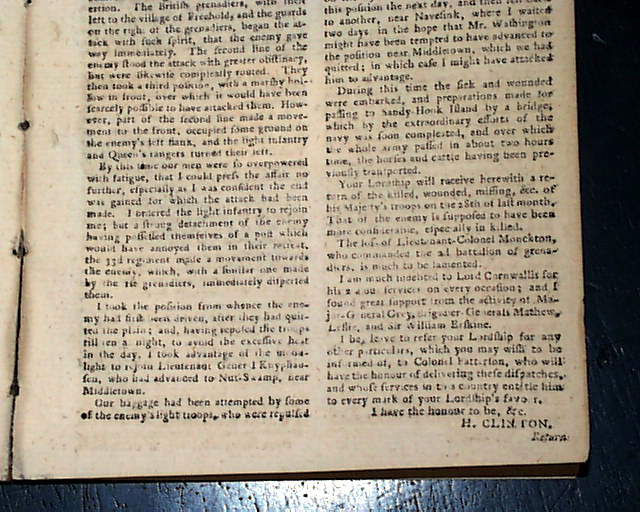 ertion. The British grenadiers, with their
left to the village of Freehold, and the guards
on the right of the grenadiers, began the at-
tack with such spirit, that the enemy gave
way immediately. The second line of the
enemy stood the attack with greater obstinacy,
but were likewise compleatly routed. They
then took a third position, with a marshy hol-
low in front, over which it would have been
scarcely possible to have attacked them. How-
ever, part of the second line made a move-
ment to the front, occupied some ground on
the enemy's left flank, and the light infantry
and Queen's rangers turned their left.
By this time our men were so overpowered
with fatigue, that I could press the affair no
further, especially as I was confident the end
was gained for which the attack had been
made. I ordered the light infantry to rejoin
me; but a strong detachment of the enemy
having possessed themselves of a post which
would have annoyed them in their retreat,
the 33d regiment made a movement towards
the enemy, which, with a similar one made
by the 1st grenadiers, immediately dispersed
them.
I took the position from whence the ene-
my had first been driven, after they had quit-
ted the plain; and, having reposed the troops
till ten at night, to avoid the excessive heat
in the day, I took advantage of the moon-
light to rejoin Lieutenant General Knyphau-
sen, who had advanced to Nut-Swamp, near
Middletown.
Our baggage had been attempted by some
of the enemy's light troops, who were repulsed
this position the next day, and then
to another, near Navesink, where I waited
two days in the hope that Mr. Washington
might have been tempted to have advanced to
the position near Middletown, which we had
quitted; in which case I might have attacked
him to advantage.
During this time the sick and wounded
were embarked, and preparations made for
passing to Sandy-Hook Island by a bridge,
which by the extraordinary efforts of the
navy was soon compleated, and over which
the whole army passed in about two hours
time, the horses and cattle having been pre-
viously transported.
Your Lordship will receive herewith a re-
turn of the killed, wounded, missing, &c. of
his Majesty's troops on the 28th of last month.
That of the enemy is supposed to have been
more considerable, especially in killed.
The loss of Lieutenant-Colonel Monckton,
who commanded the 2d battalion of grena-
diers, is much to be lamented.
I am much indebted to Lord Cornwallis for
his zealous services on every occasion; and I
found great support from the activity of Ma-
jor-General Grey, Brigadier-Generals Mathew,
Leslie, and Sir William Erskine.
I beg leave to refer your Lordship for any
other particulars, which you may wish to be
informed of, to Colonel Patterson, who will
have the honour of delivering these dispatches,
and whose services in this country entitle him
to every mark of your Lordship's favour.
I have the honour to be, &c.
H. CLINTON.
Return